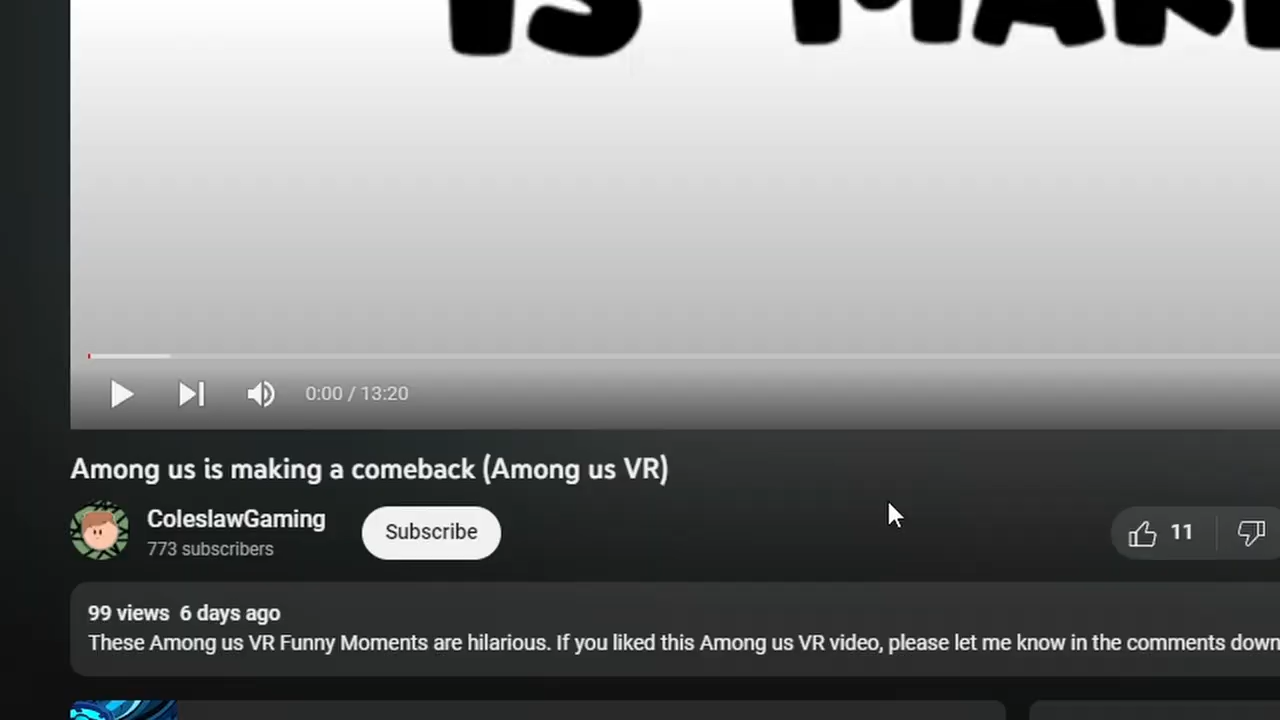 IS MAK
0:00 / 13:20
Among us is making a comeback (Among us VR)
ColeslawGaming
773 subscribers
Subscribe
11
99 views 6 days ago
These Among us VR Funny Moments are hilarious. If you liked this Among us VR video, please let me know in the comments down